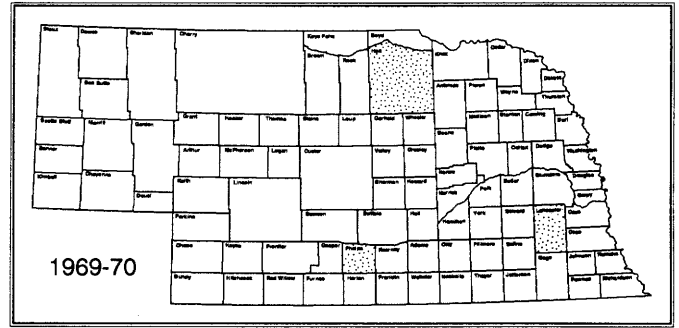 Sioux
Dawes
Sheridan
Cherry
Keya Paha
Boyd
Brown
Rock
Holt
Knox
Cedar
Dixon
Dakota
Box Butte
Antelope
Pierce
Wayne
Thurston
Scotts Bluff
Morrill
Garden
Grant
Hooker
Thomas
Blaine
Loup
Garfield
Wheeler
Madison
Stanton
Cuming
Burt
Boone
Banner
Arthur
McPherson
Logan
Custer
Valley
Greeley
Platte
Colfax
Dodge
Washington
Kimball
Cheyenne
Deuel
Keith
Lincoln
Sherman
Howard
Nance
Merrick
Polk
Butler
Saunders
Douglas
Sarpy
Perkins
Dawson
Buffalo
Hall
Hamilton
York
Seward
Lancaster
Cass
Otoe
Chase
Hayes
Frontier
Gosper
Phelps
Kearney
Adams
Clay
Fillmore
Saline
Gage
Johnson
Nemaha
1969-70
Dundy
Hitchcock
Red Willow
Furnas
Harlan
Franklin
Webster
Nuckolls
Thayer
Jefferson
Pawnee
Richardson